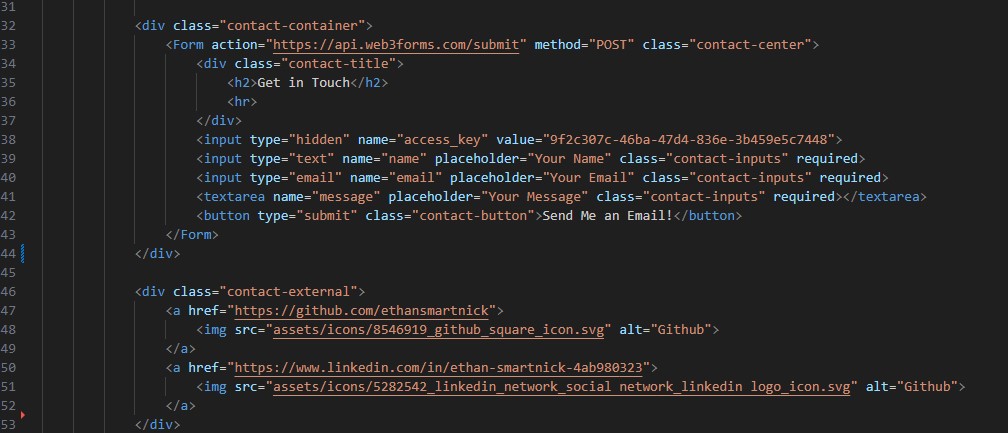 31
32 <div class="contact-container">
33 <Form action="https://api.web3forms.com/submit" method="POST" class="contact-center">
34 <div class="contact-title">
35 <h2>Get in Touch</h2>
36 <hr>
37 </div>
38 <input type="hidden" name="access_key" value="9f2c307c-46ba-47d4-836e-3b459e5c7448">
39 <input type="text" name="name" placeholder="Your Name" class="contact-inputs" required>
40 <input type="email" name="email" placeholder="Your Email" class="contact-inputs" required>
41 <textarea name="message" placeholder="Your Message" class="contact-inputs" required></textarea>
42 <button type="submit" class="contact-button">Send Me an Email!</button>
43 </Form>
44 </div>
45
46 <div class="contact-external">
47 <a href="https://github.com/ethansmartnick">
48 <img src="assets/icons/8546919_github_square_icon.svg" alt="Github">
49 </a>
50 <a href="https://www.linkedin.com/in/ethan-smartnick-4ab980323">
51 <img src="assets/icons/5282542_linkedin_network_social network_linkedin logo_icon.svg" alt="Github">
52 </a>
53 </div>